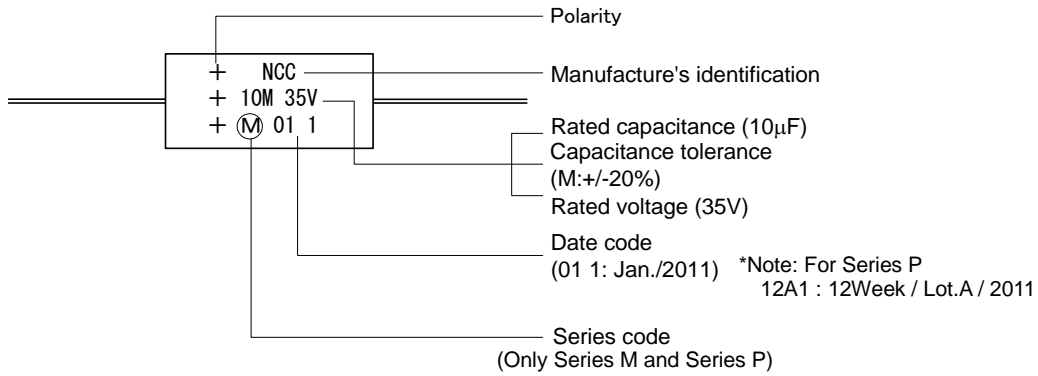 Polarity
+ NCC
Manufacture's identification
+ 10M 35V
+ Ⓜ 01 1
Rated capacitance (10μF)
Capacitance tolerance
(M:+/-20%)
Rated voltage (35V)
Date code
(01 1: Jan./2011)
*Note: For Series P
12A1 : 12Week / Lot.A / 2011
Series code
(Only Series M and Series P)